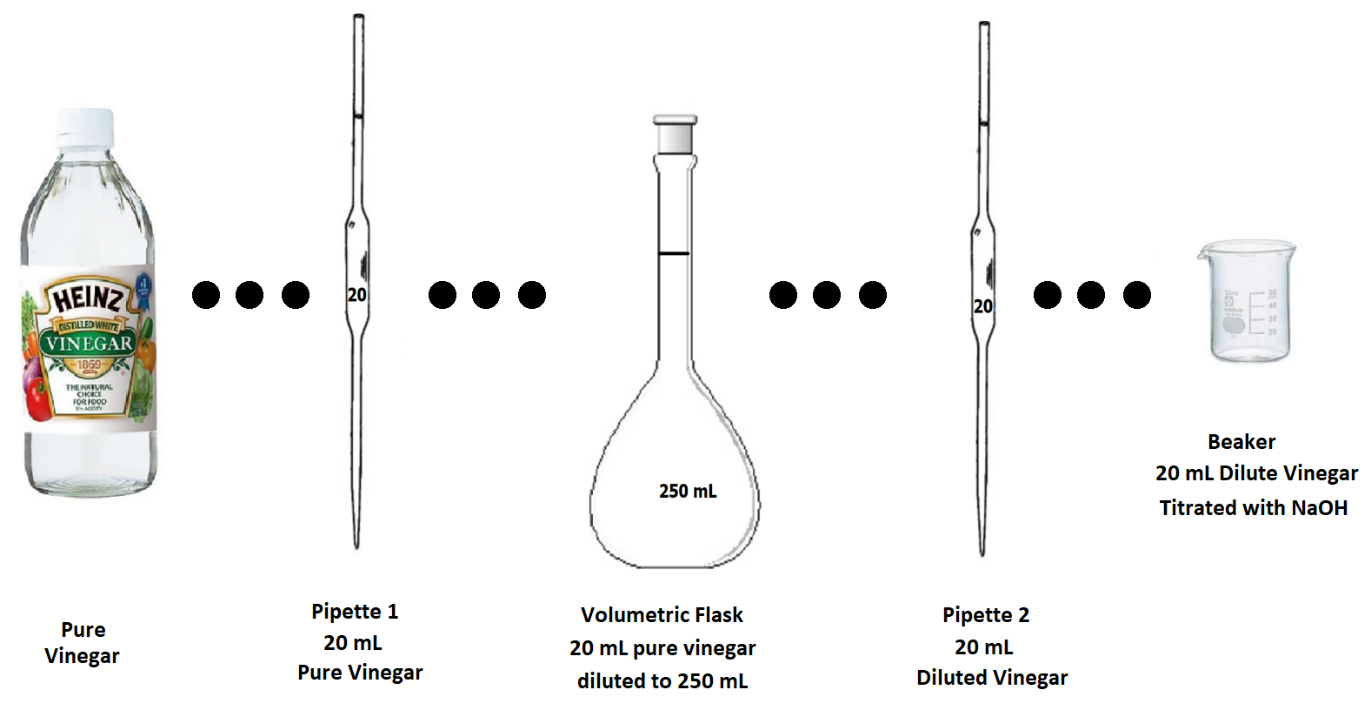 HEINZ
DISTILLED WHITE
VINEGAR
1869
THE NATURAL
CHOICE
FOR FOOD
5% ACIDITY
Pure
Vinegar
20
Pipette 1
20 mL
Pure Vinegar
250 mL
Volumetric Flask
20 mL pure vinegar
diluted to 250 mL
20
Pipette 2
20 mL
Diluted Vinegar
Beaker
20 mL Dilute Vinegar
Titrated with NaOH